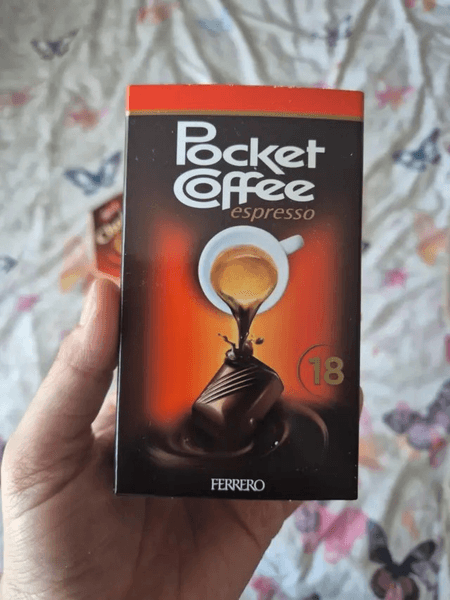 Pocket
Coffee
espresso
18
FERRERO